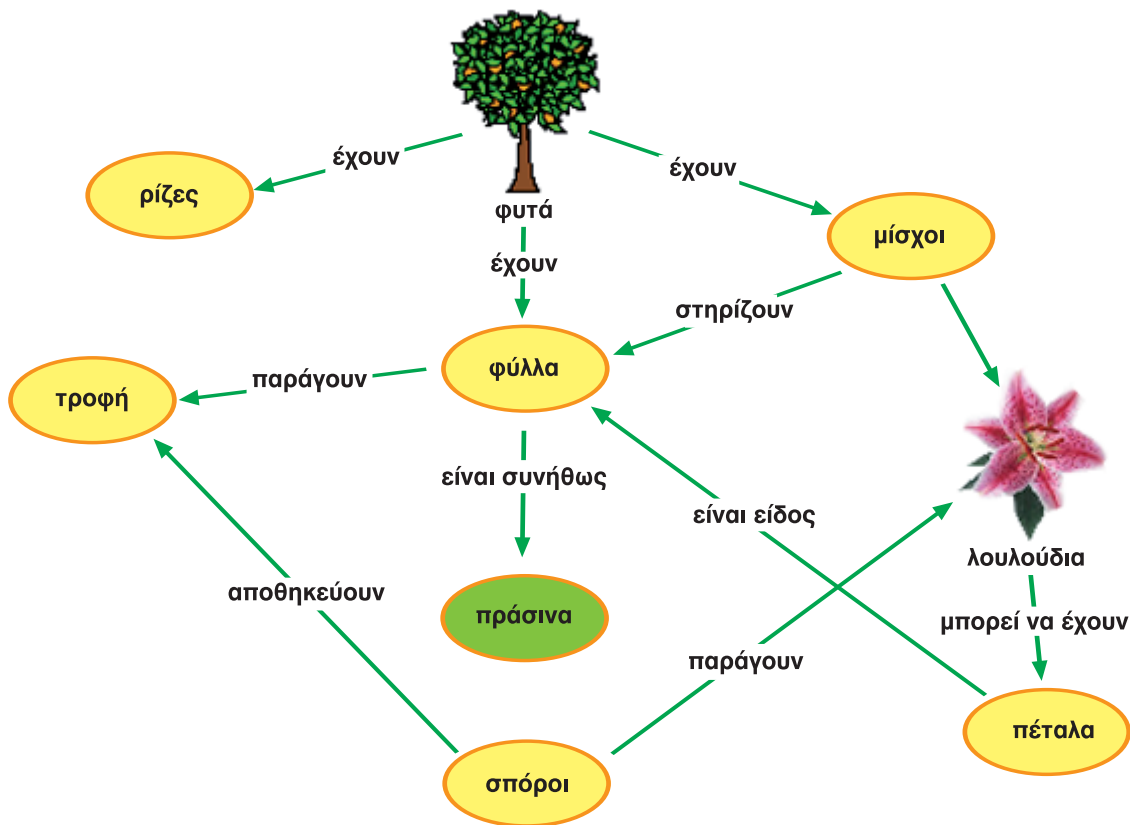 έχουν
έχουν
ρίζες
φυτά
μίσχοι
έχουν
στηρίζουν
φύλλα
παράγουν
τροφή
είναι συνήθως
είναι είδος
λουλούδια
αποθηκεύουν
πράσινα
μπορεί να έχουν
παράγουν
πέταλα
σπόροι